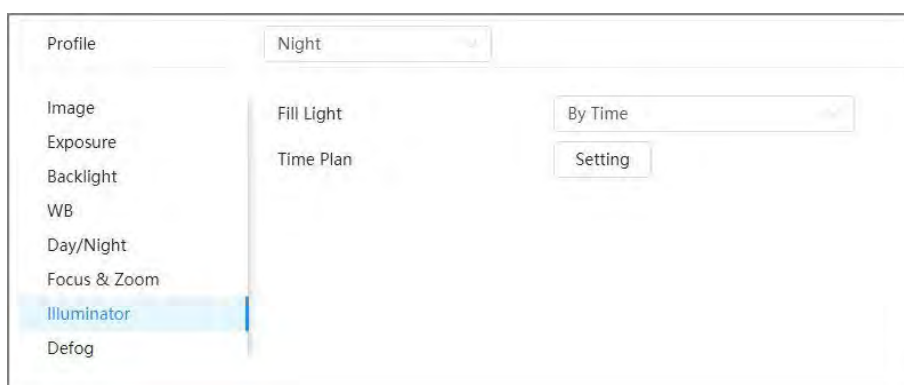 Profile Night
Image
Exposure
Backlight
WB
Day/Night
Focus & Zoom
Illuminator
Defog
Fill Light By Time
Time Plan Setting